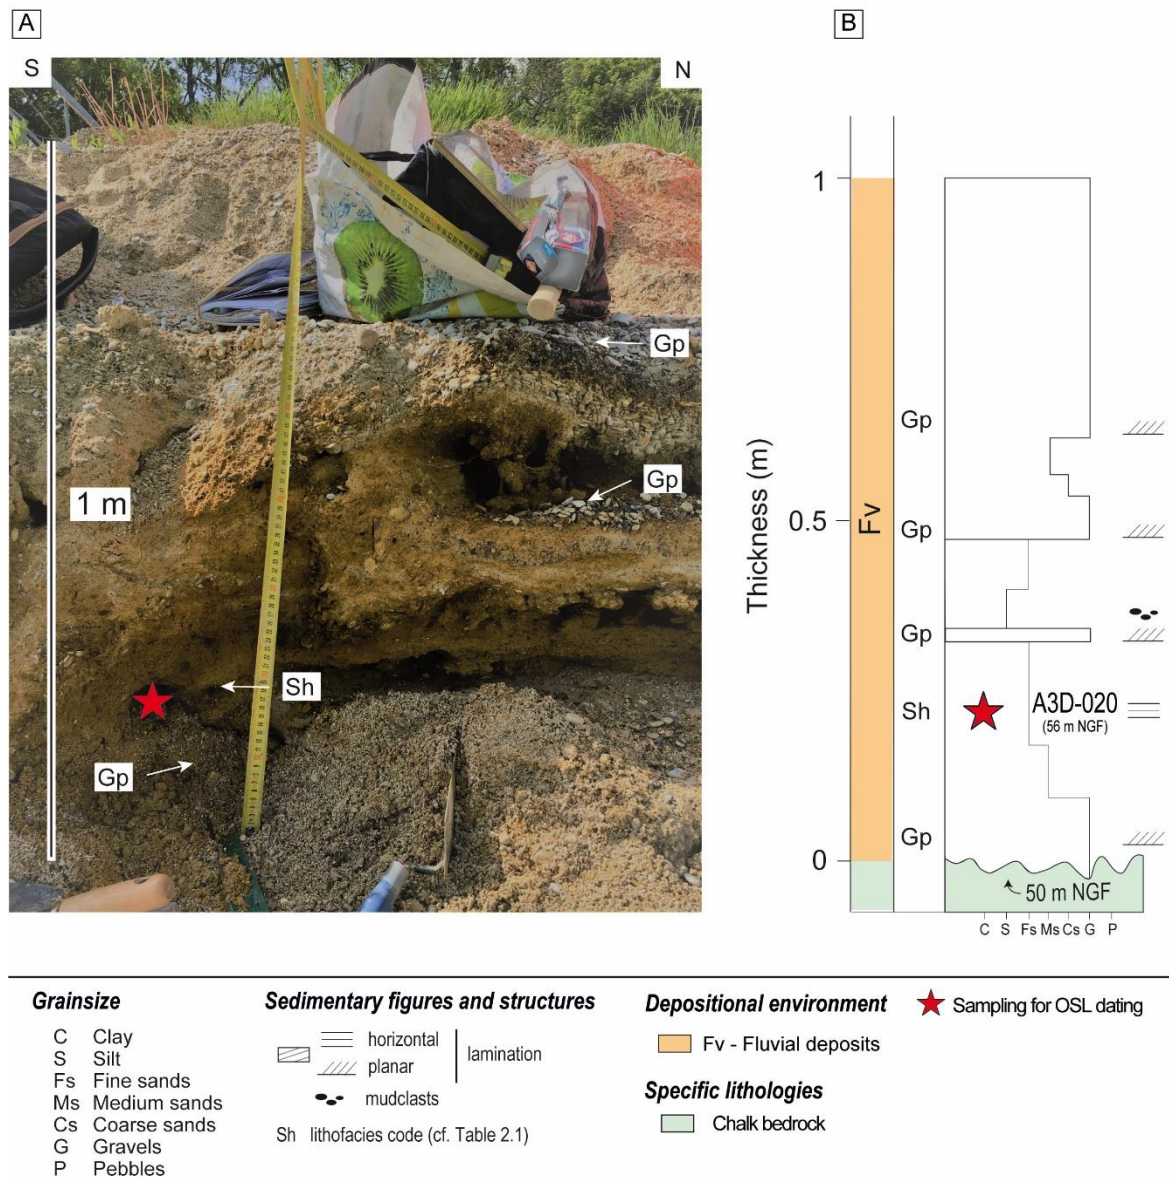 A
B
S
N
Gp
Gp
1 m
Sh
Gp
Thickness (m)
1
0.5
0
Fv
Gp
Gp
Gp
Sh
A3D-020
(56 m NGF)
Gp
50 m NGF
C S Fs Ms Cs G P
Grainsize
C Clay
S Silt
Fs Fine sands
Ms Medium sands
Cs Coarse sands
G Gravels
P Pebbles
Sedimentary figures and structures
horizontal
planar
lamination
mudclasts
Sh lithofacies code (cf. Table 2.1)
Depositional environment
Fv - Fluvial deposits
Specific lithologies
Chalk bedrock
Sampling for OSL dating